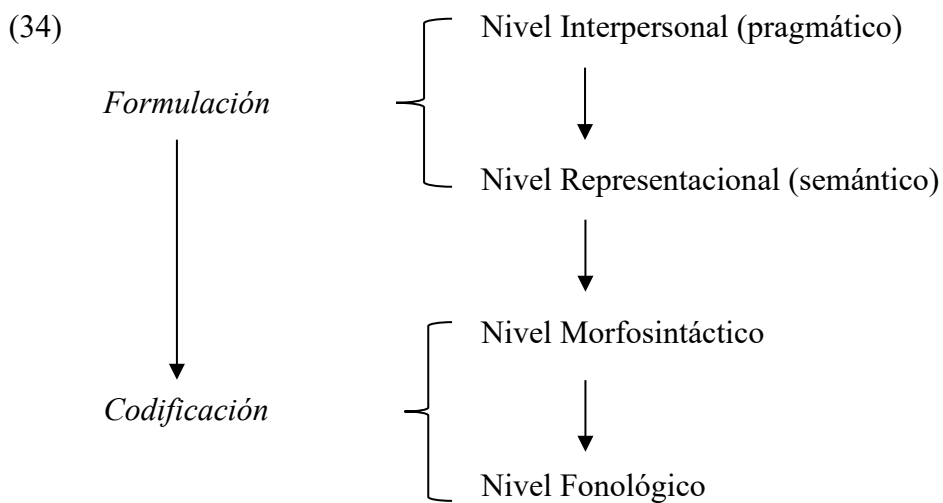 (34)
Nivel Interpersonal (pragmático)
Formulación
Nivel Representacional (semántico)
Nivel Morfosintáctico
Codificación
Nivel Fonológico